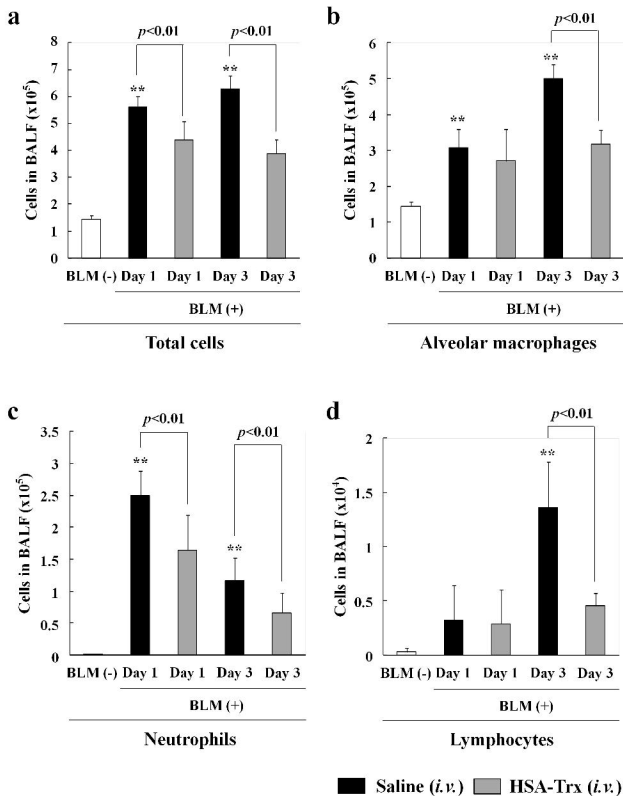 a
p<0.01
p<0.01
Cells in BALF (x10⁵)
8
7
6
5
4
3
2
1
0
**
**
BLM (-) Day 1 Day 1 Day 3 Day 3
BLM (+)
Total cells
b
p<0.01
Cells in BALF (x10⁵)
6
5
4
3
2
1
0
**
**
BLM (-) Day 1 Day 1 Day 3 Day 3
BLM (+)
Alveolar macrophages
c
p<0.01
p<0.01
Cells in BALF (x10⁵)
3.5
3
2.5
2
1.5
1
0.5
0
**
**
BLM (-) Day 1 Day 1 Day 3 Day 3
BLM (+)
Neutrophils
d
p<0.01
Cells in BALF (x10⁴)
2
1.5
1
0.5
0
**
BLM (-) Day 1 Day 1 Day 3 Day 3
BLM (+)
Lymphocytes
Saline (i.v.) HSA-Trx (i.v.)